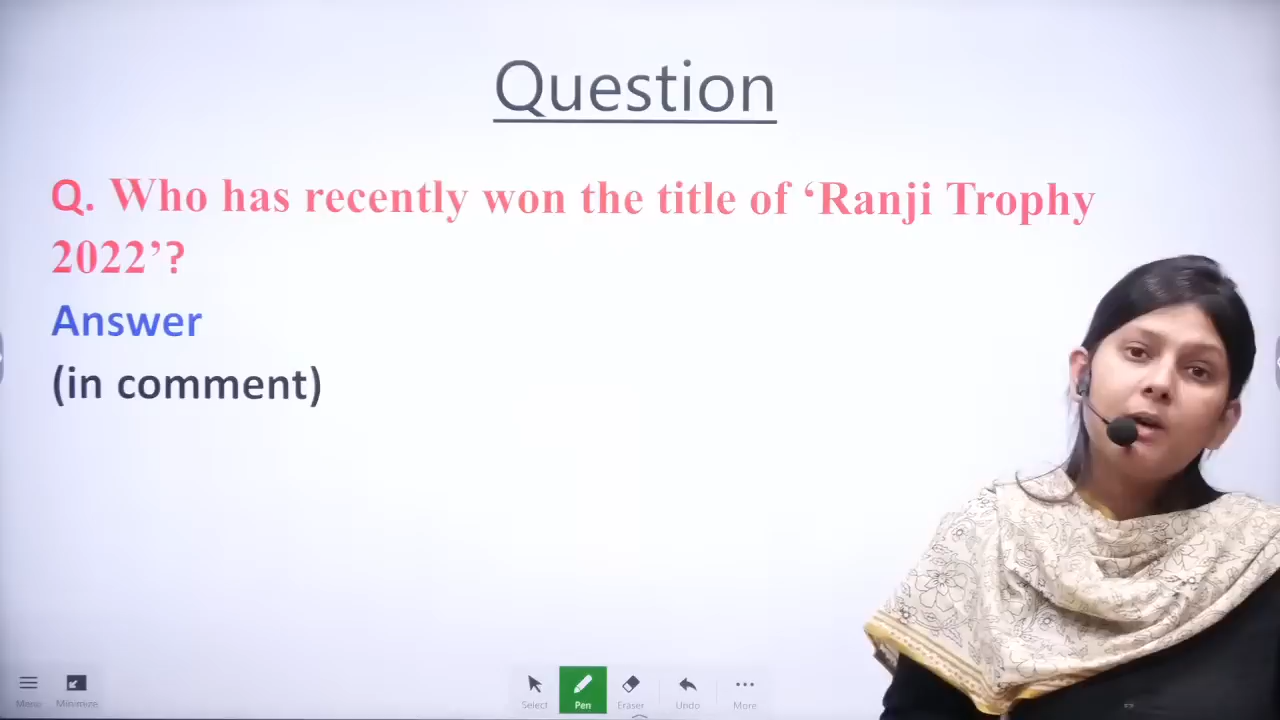 Question
Q. Who has recently won the title of ‘Ranji Trophy
2022’?
Answer
(in comment)
Menu
Minimize
Select
Pen
Eraser
Undo
More